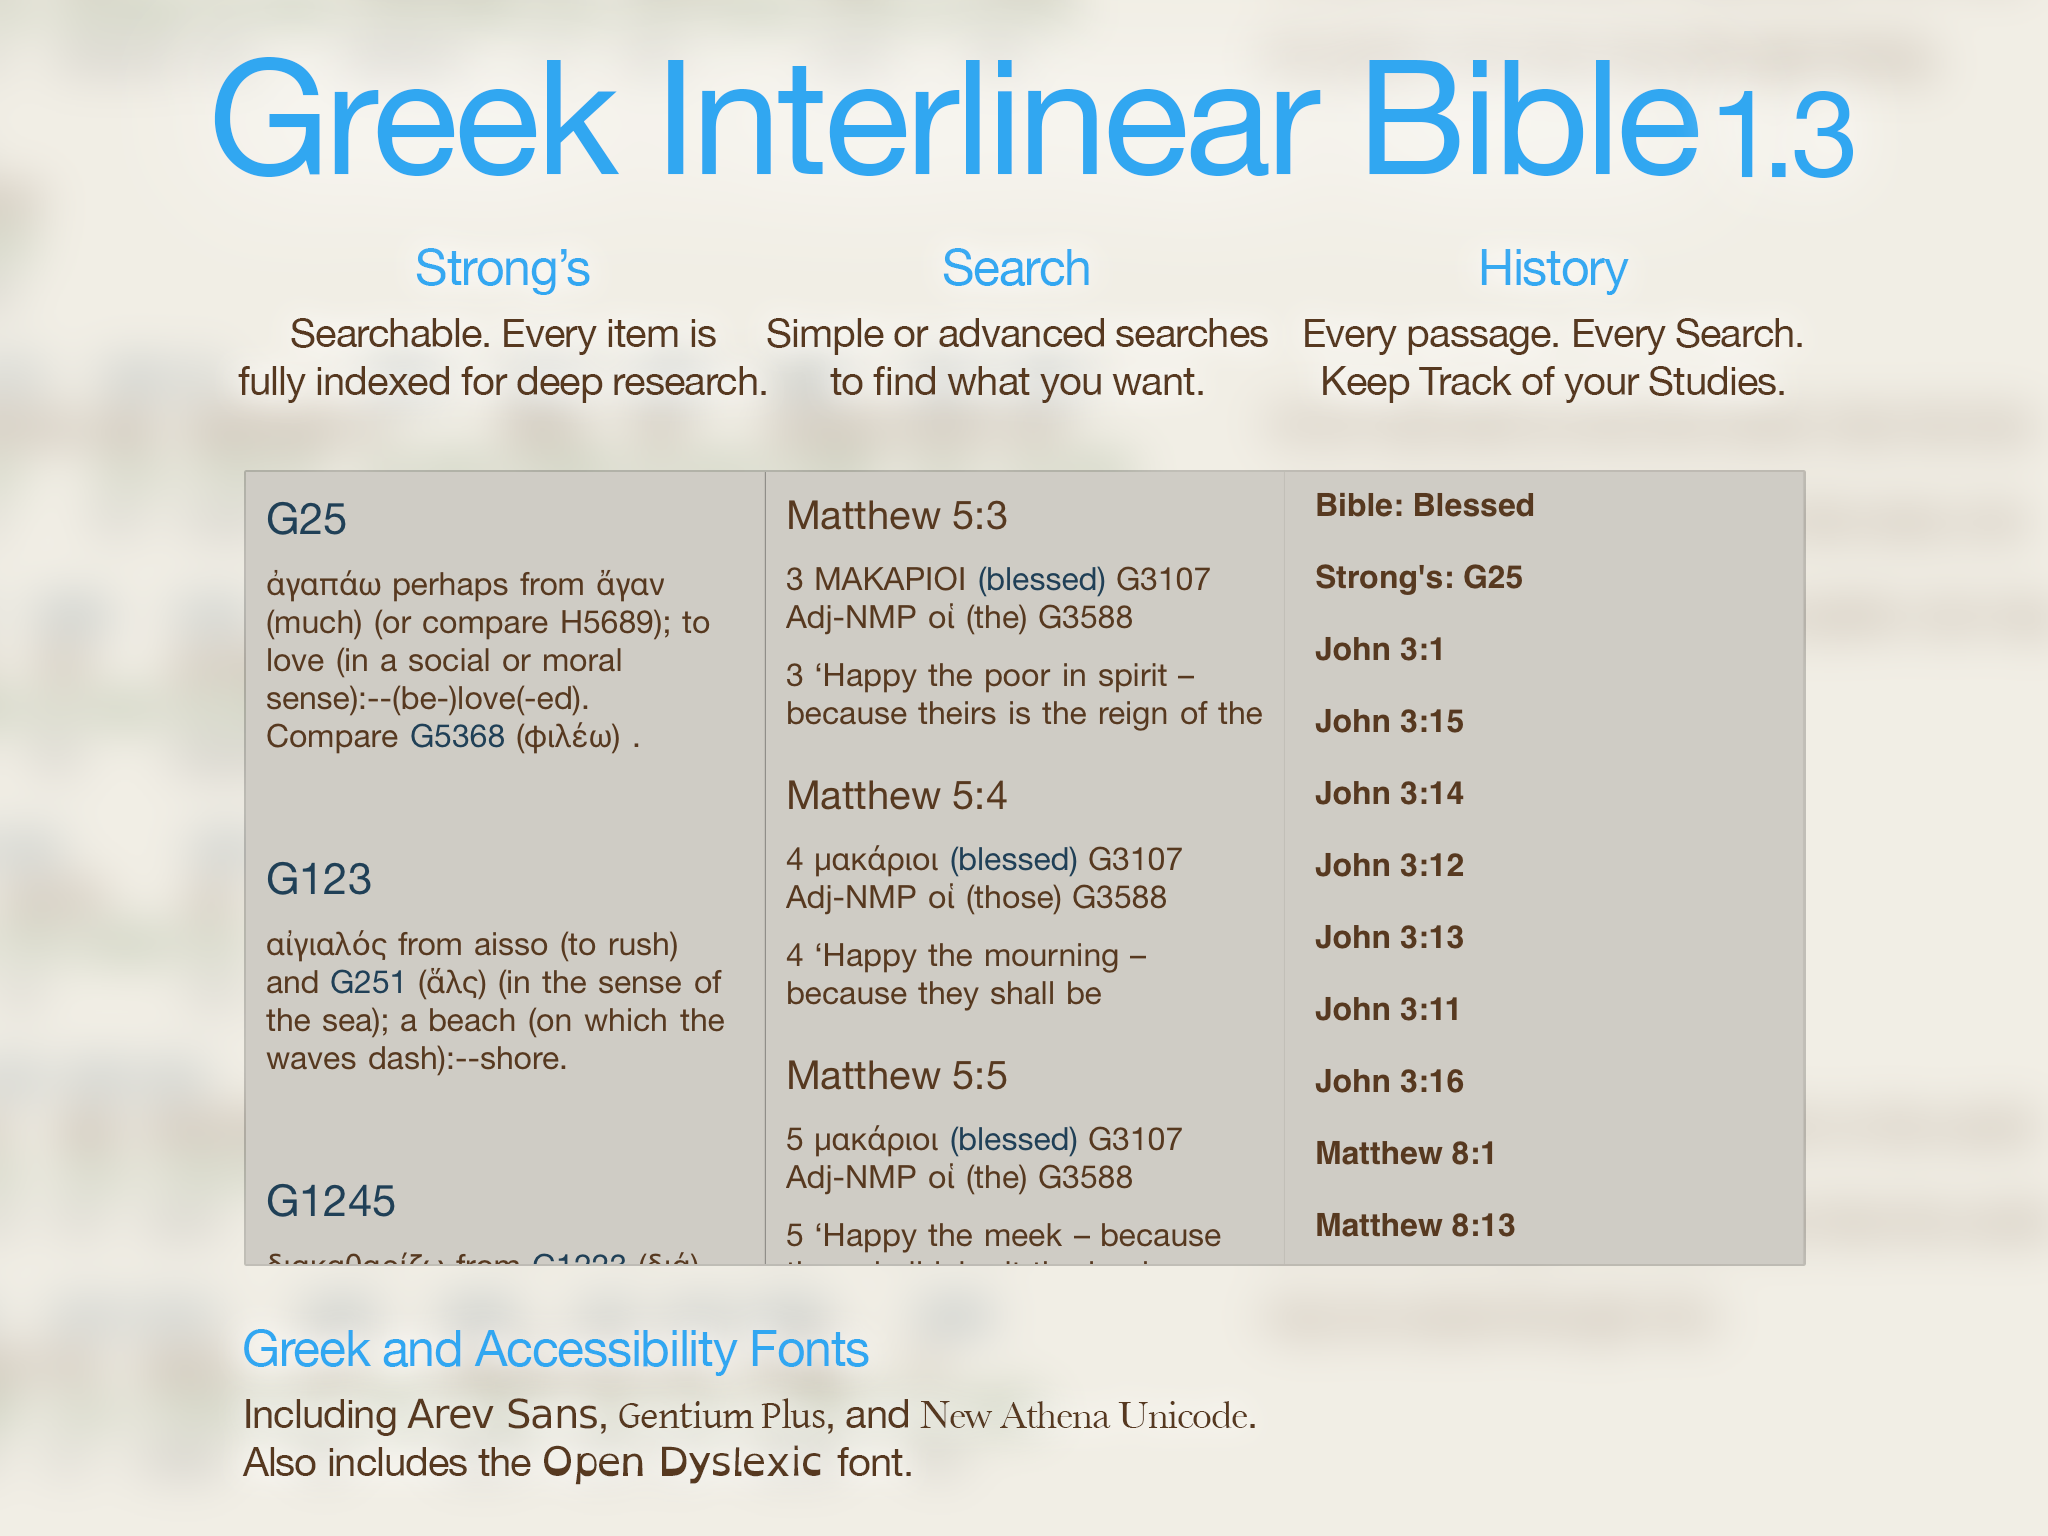 Greek Interlinear Bible 1.3
Strong’s
Searchable. Every item is
fully indexed for deep research.
Search
Simple or advanced searches
to find what you want.
History
Every passage. Every Search.
Keep Track of your Studies.
G25
ἀγαπάω perhaps from ἄγαν
(much) (or compare H5689); to
love (in a social or moral
sense):--(be-)love(-ed).
Compare G5368 (φιλέω) .
G123
αἰγιαλός from aisso (to rush)
and G251 (ἅλς) (in the sense of
the sea); a beach (on which the
waves dash):--shore.
G1245
διακαθαρίζω from G1223 (διά)
Matthew 5:3
3 ΜΑΚΑΡΙΟΙ (blessed) G3107
Adj-NMP οἱ (the) G3588
3 ‘Happy the poor in spirit –
because theirs is the reign of the
Matthew 5:4
4 μακάριοι (blessed) G3107
Adj-NMP οἱ (those) G3588
4 ‘Happy the mourning –
because they shall be
Matthew 5:5
5 μακάριοι (blessed) G3107
Adj-NMP οἱ (the) G3588
5 ‘Happy the meek – because
Bible: Blessed
Strong's: G25
John 3:1
John 3:15
John 3:14
John 3:12
John 3:13
John 3:11
John 3:16
Matthew 8:1
Matthew 8:13
Greek and Accessibility Fonts
Including Arev Sans, Gentium Plus, and New Athena Unicode.
Also includes the Open Dyslexic font.